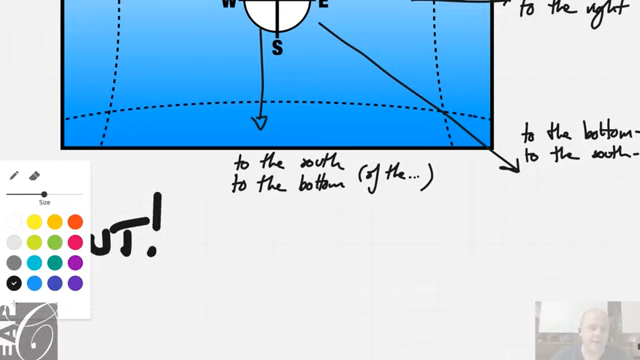 W E
to the right
S
to the bottom-
to the south-
to the south
to the bottom (of the...)
Size
UT!
EAP